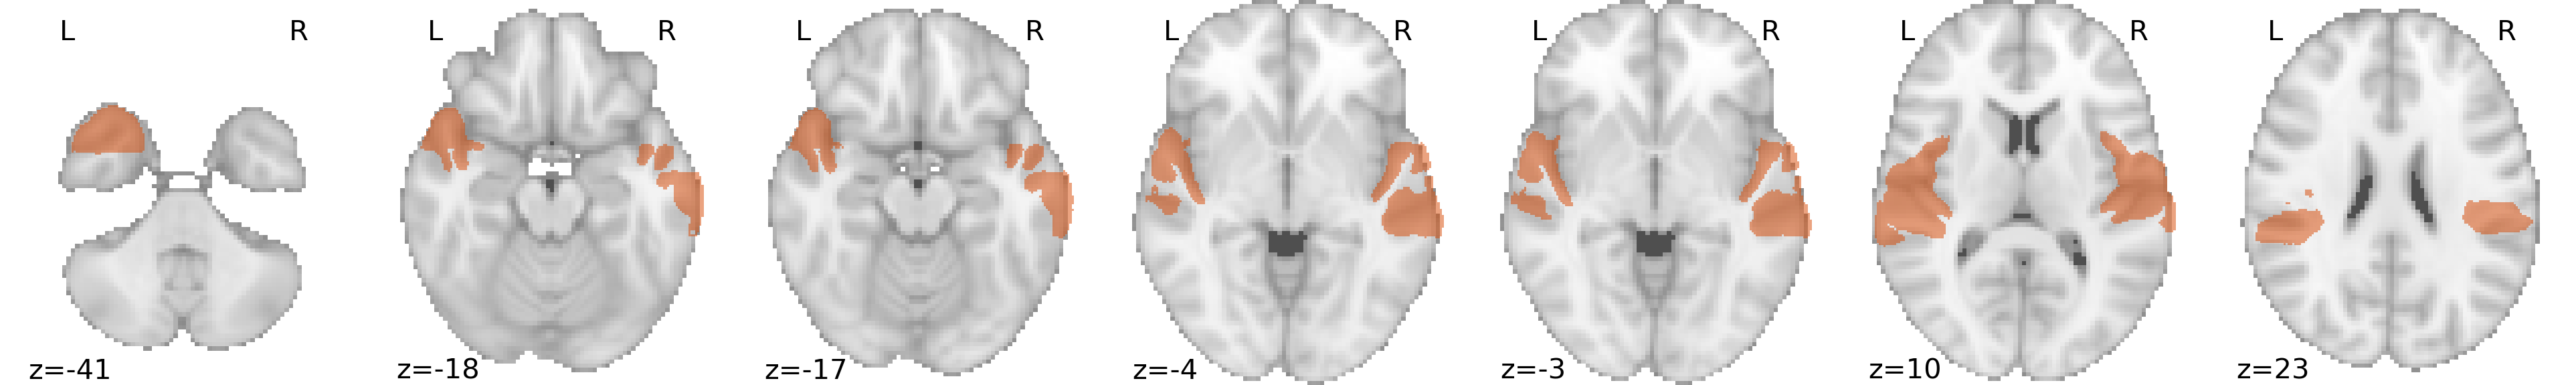 L R L R L R L R L R L R L R
z=-41 z=-18 z=-17 z=-4 z=-3 z=10 z=23